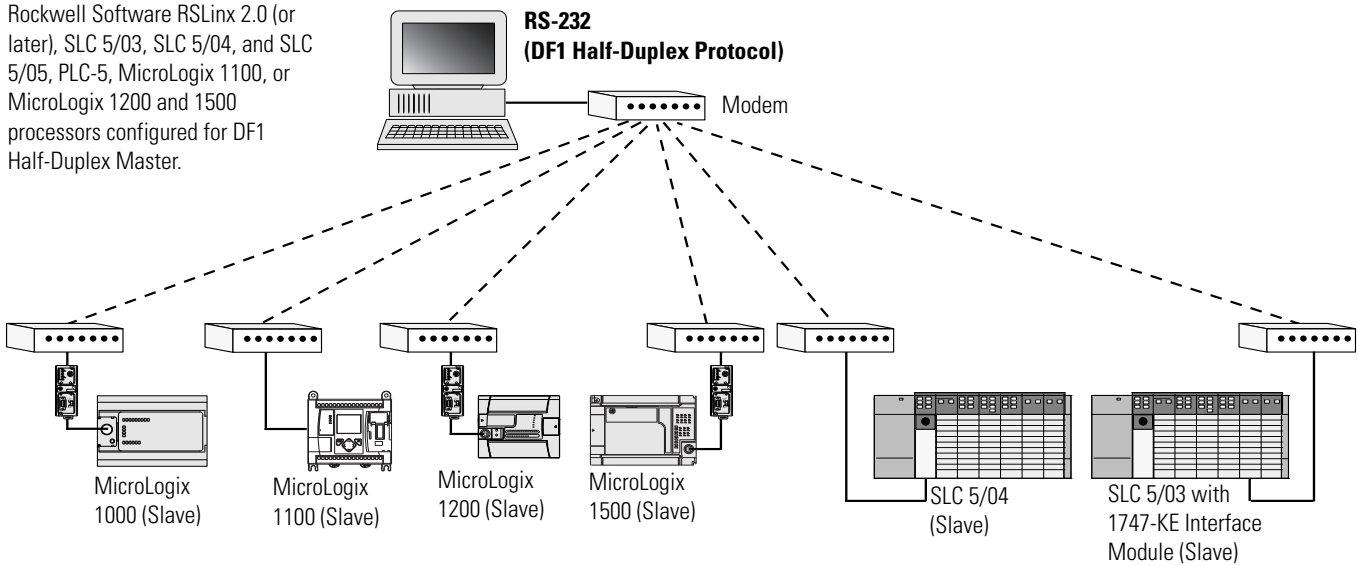 Rockwell Software RSLinx 2.0 (or
later), SLC 5/03, SLC 5/04, and SLC
5/05, PLC-5, MicroLogix 1100, or
MicroLogix 1200 and 1500
processors configured for DF1
Half-Duplex Master.
RS-232
(DF1 Half-Duplex Protocol)
Modem
MicroLogix
1000 (Slave)
MicroLogix
1100 (Slave)
MicroLogix
1200 (Slave)
MicroLogix
1500 (Slave)
SLC 5/04
(Slave)
SLC 5/03 with
1747-KE Interface
Module (Slave)